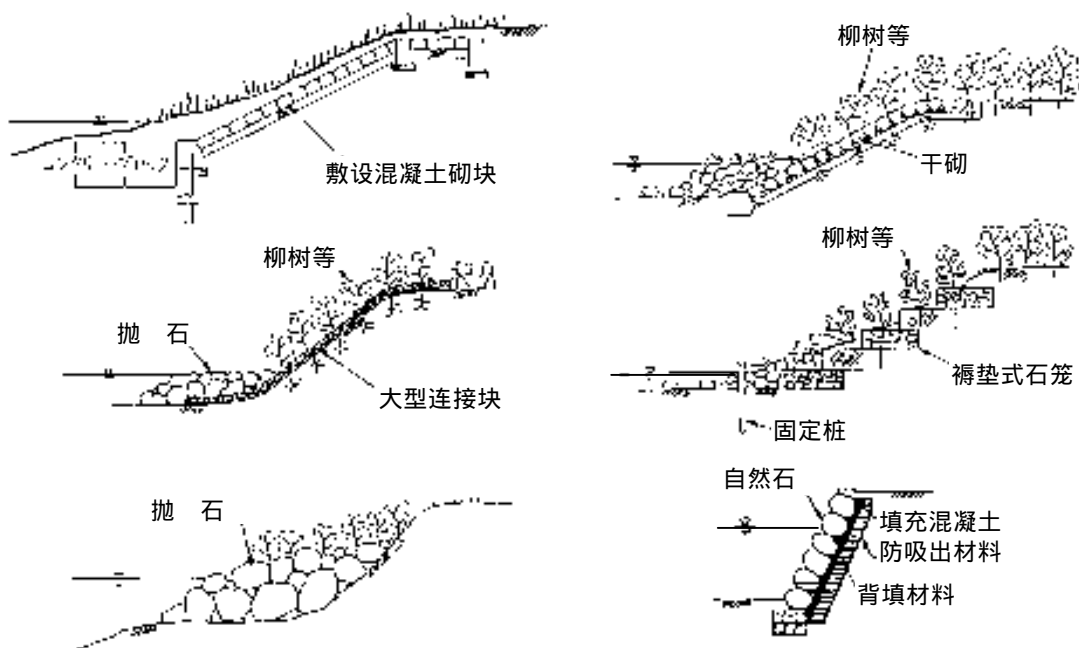 敷设混凝土砌块
柳树等
干砌
柳树等
抛　石
大型连接块
柳树等
褥垫式石笼
固定桩
抛　石
自然石
填充混凝土
防吸出材料
背填材料